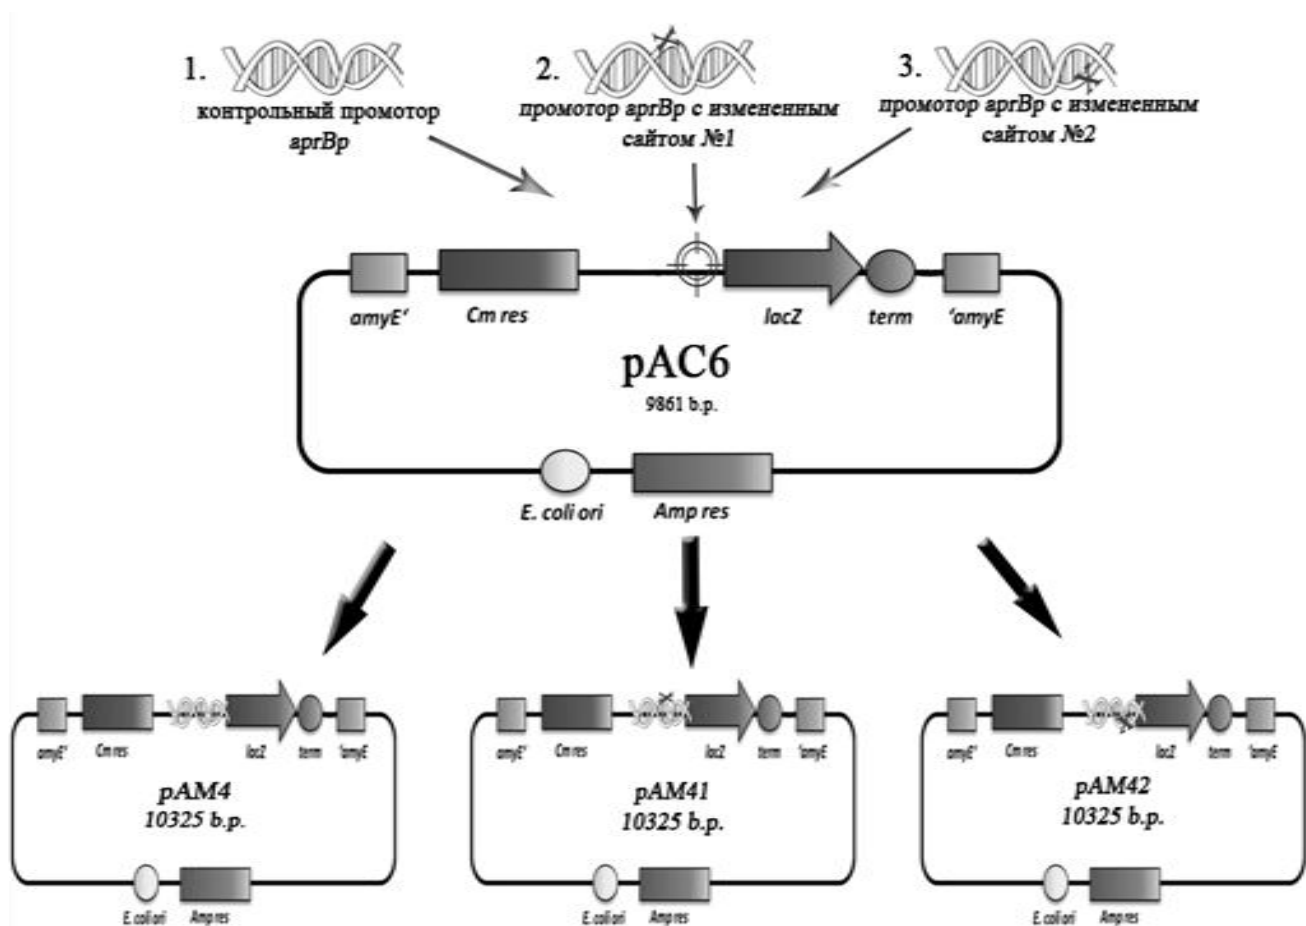 1.
контрольный промотор
aprBp
2.
промотор aprBp с измененным
сайтом №1
3.
промотор aprBp с измененным
сайтом №2
amyE'
Cm res
lacZ
term
'amyE
pAC6
9861 b.p.
E. coli ori
Amp res
amyE'
Cm res
lacZ
term
'amyE
pAM4
10325 b.p.
E. coli ori
Amp res
amyE'
Cm res
lacZ
term
'amyE
pAM41
10325 b.p.
E. coli ori
Amp res
amyE'
Cm res
lacZ
term
'amyE
pAM42
10325 b.p.
E. coli ori
Amp res